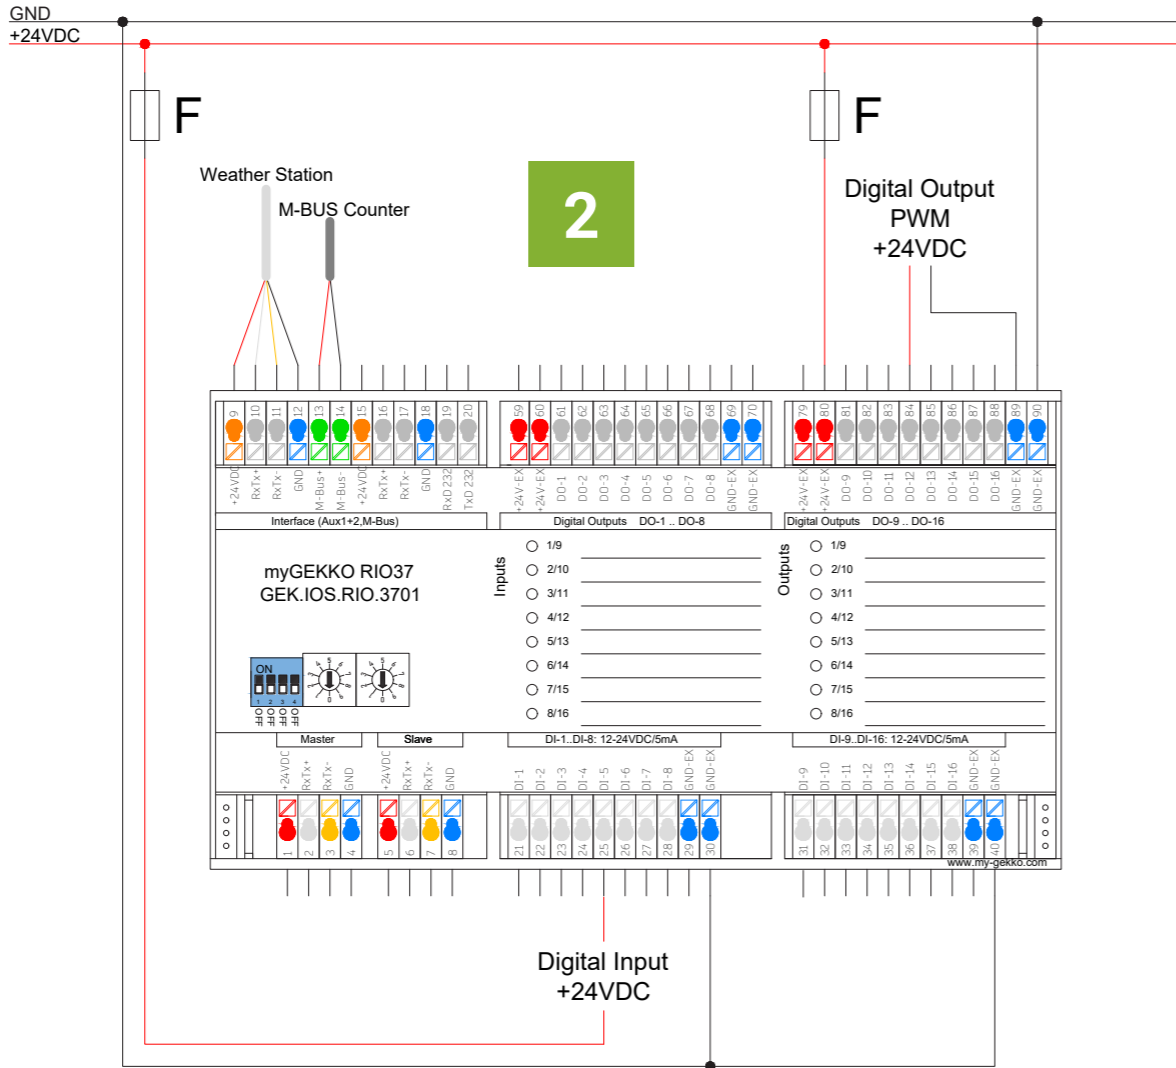 GND
+24VDC
F
F
Weather Station
M-BUS Counter
2
Digital Output
PWM
+24VDC
9 10 11 12 13 14 15 16 17 18 19 20
59 60 61 62 63 64 65 66 67 68 69 70
79 80 81 82 83 84 85 86 87 88 89 90
+24VDC RxTx+ RxTx- GND M-Bus+ M-Bus- +24VDC RxTx+ RxTx- GND RxD 232 TxD 232
+24V-EX +24V-EX DO-1 DO-2 DO-3 DO-4 DO-5 DO-6 DO-7 DO-8 GND-EX GND-EX
+24V-EX +24V-EX DO-9 DO-10 DO-11 DO-12 DO-13 DO-14 DO-15 DO-16 GND-EX GND-EX
Interface (Aux1+2,M-Bus)
Digital Outputs DO-1 .. DO-8
Digital Outputs DO-9 .. DO-16
myGEKKO RIO37
GEK.IOS.RIO.3701
Inputs
1/9
2/10
3/11
4/12
5/13
6/14
7/15
8/16
Outputs
1/9
2/10
3/11
4/12
5/13
6/14
7/15
8/16
ON
1 2 3 4
OFF OFF OFF OFF
Master
Slave
DI-1..DI-8: 12-24VDC/5mA
DI-9..DI-16: 12-24VDC/5mA
+24VDC RxTx+ RxTx- GND
+24VDC RxTx+ RxTx- GND
DI-1 DI-2 DI-3 DI-4 DI-5 DI-6 DI-7 DI-8 GND-EX GND-EX
DI-9 DI-10 DI-11 DI-12 DI-13 DI-14 DI-15 DI-16 GND-EX GND-EX
1 2 3 4
5 6 7 8
21 22 23 24 25 26 27 28 29 30
31 32 33 34 35 36 37 38 39 40
www.my-gekko.com
Digital Input
+24VDC